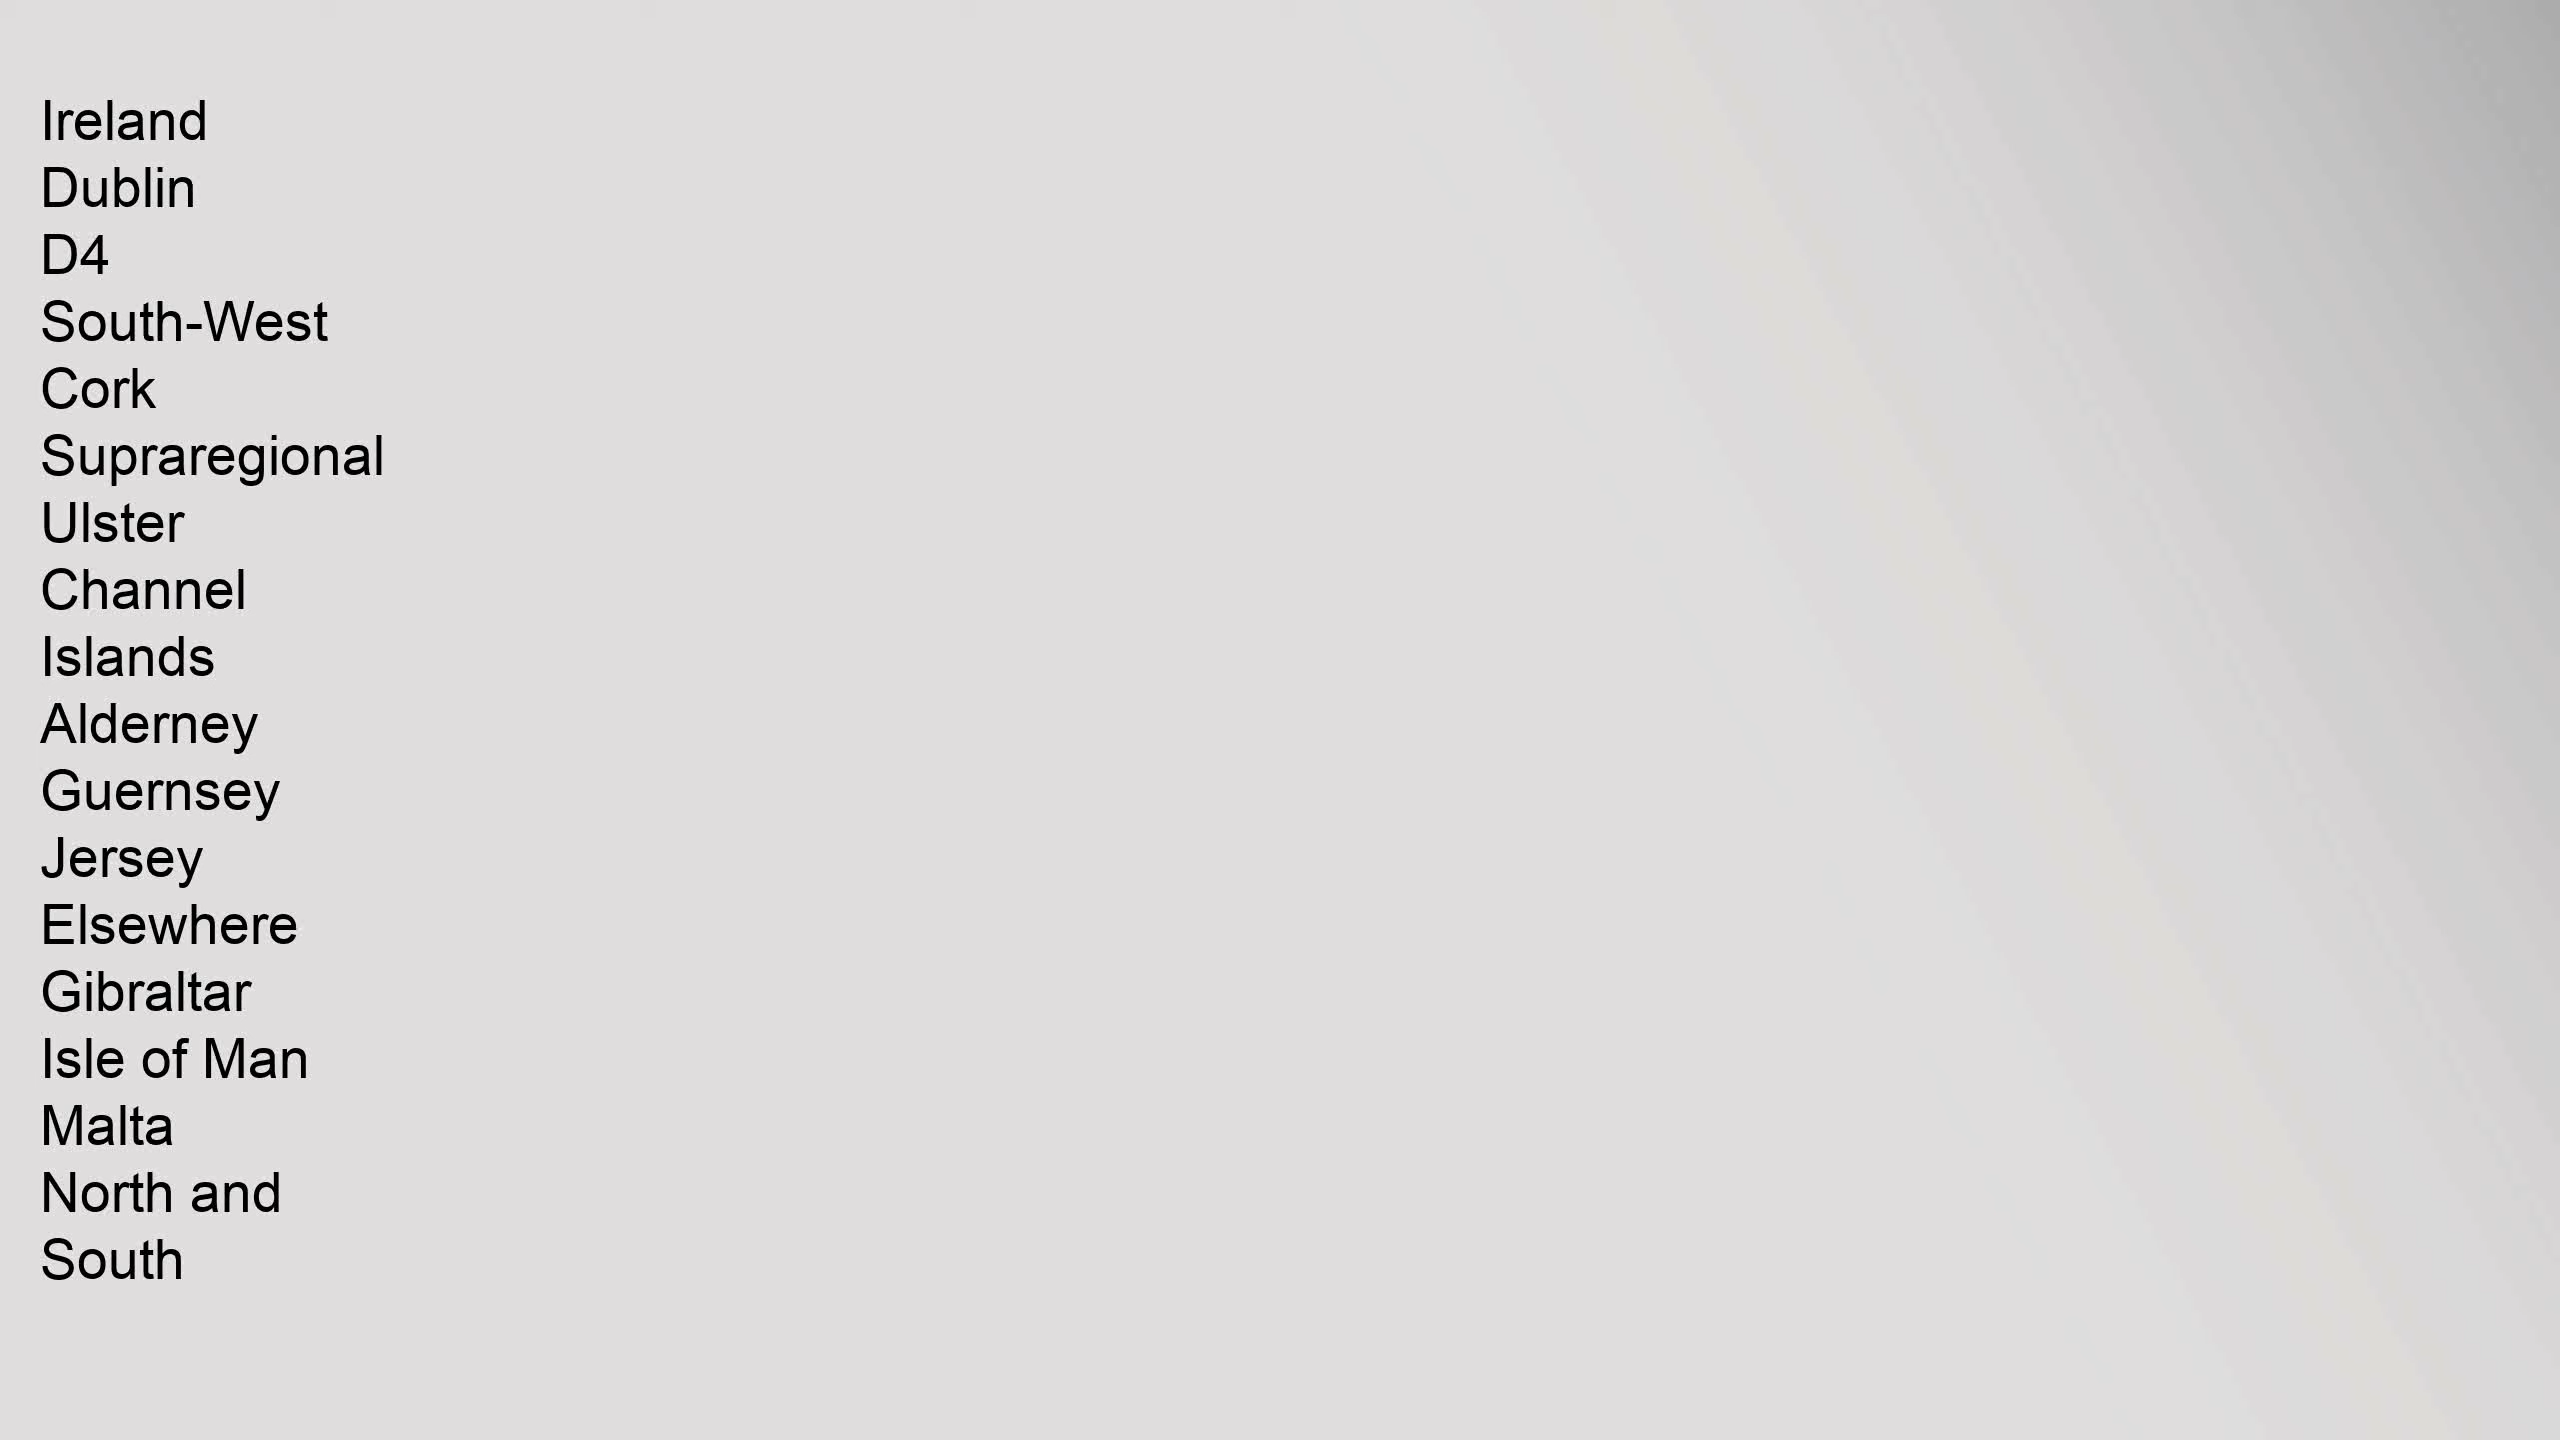 Ireland
Dublin
D4
South-West
Cork
Supraregional
Ulster
Channel
Islands
Alderney
Guernsey
Jersey
Elsewhere
Gibraltar
Isle of Man
Malta
North and
South